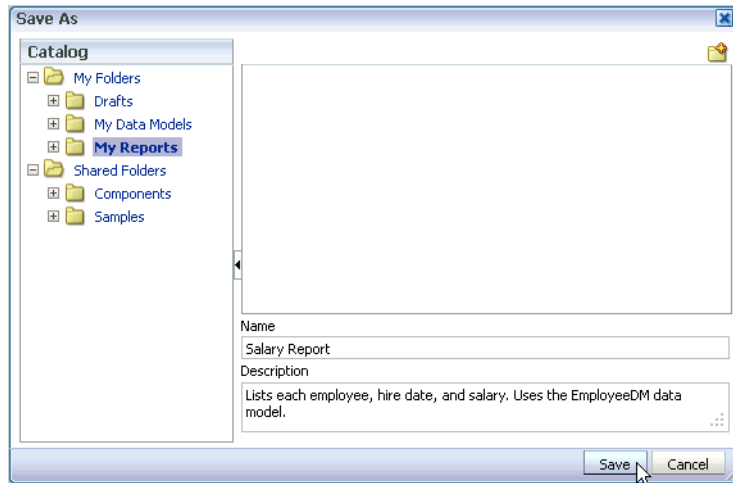 Save As
Catalog
My Folders
Drafts
My Data Models
My Reports
Shared Folders
Components
Samples
Name
Salary Report
Description
Lists each employee, hire date, and salary. Uses the EmployeeDM data
model.
Save
Cancel